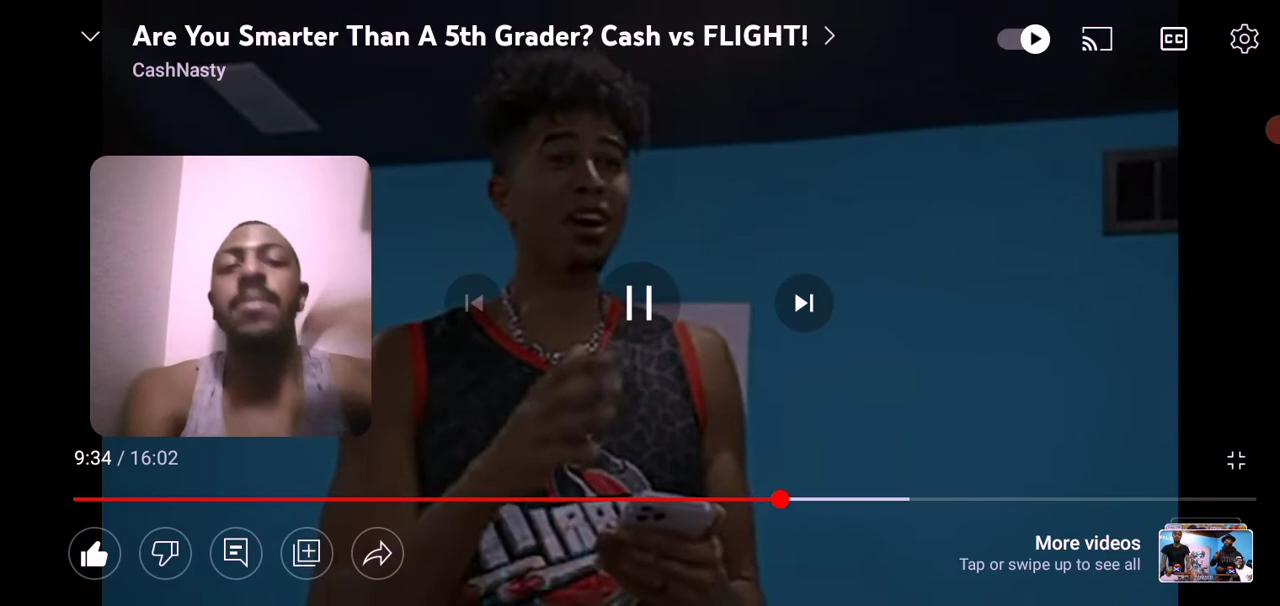 Are You Smarter Than A 5th Grader? Cash vs FLIGHT!
CashNasty
CC
9:34 / 16:02
More videos
Tap or swipe up to see all